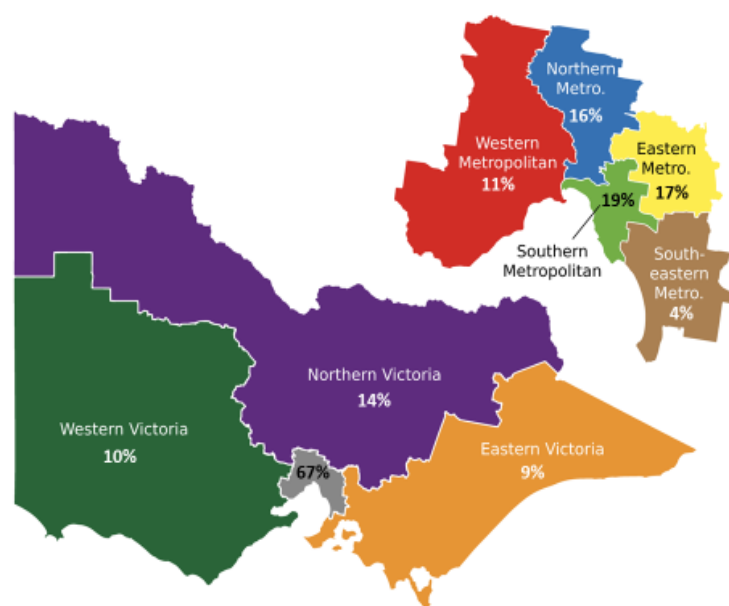 Northern
Metro.
16%
Western
Metropolitan
11%
Eastern
Metro.
17%
19%
Southern
Metropolitan
South-
eastern
Metro.
4%
Northern Victoria
14%
Western Victoria
10%
Eastern Victoria
9%
67%